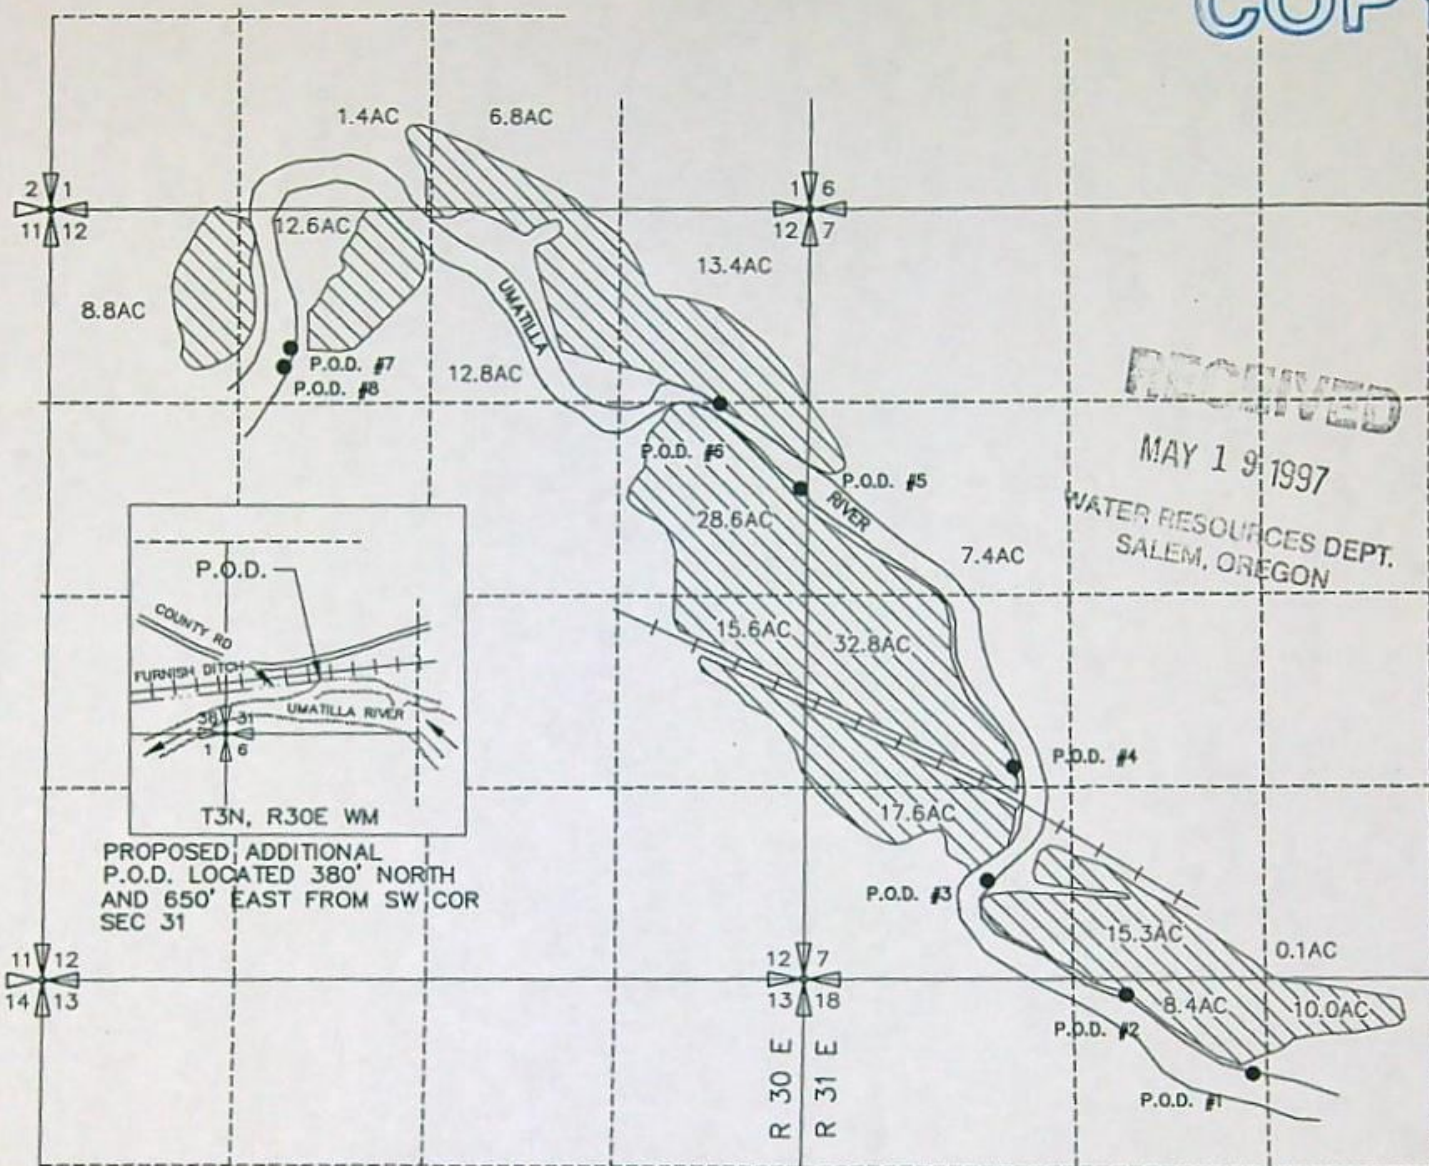 COPY
1.4AC 6.8AC
2 1
11 12
1 6
12 7
12.6AC
13.4AC
8.8AC
UMATILLA
P.O.D. #7
P.O.D. #8
12.8AC
RECEIVED
MAY 19 1997
WATER RESOURCES DEPT.
SALEM, OREGON
P.O.D. #6
P.O.D. #5
RIVER
28.6AC
7.4AC
P.O.D.
COUNTY RD
FURNISH DITCH
UMATILLA RIVER
36 31
1 6
T3N, R30E WM
15.6AC
32.8AC
P.O.D. #4
17.6AC
PROPOSED ADDITIONAL
P.O.D. LOCATED 380' NORTH
AND 650' EAST FROM SW COR
SEC 31
P.O.D. #3
15.3AC
0.1AC
11 12
14 13
12 7
13 18
8.4AC
10.0AC
P.O.D. #2
R 30 E
R 31 E
P.O.D. #1